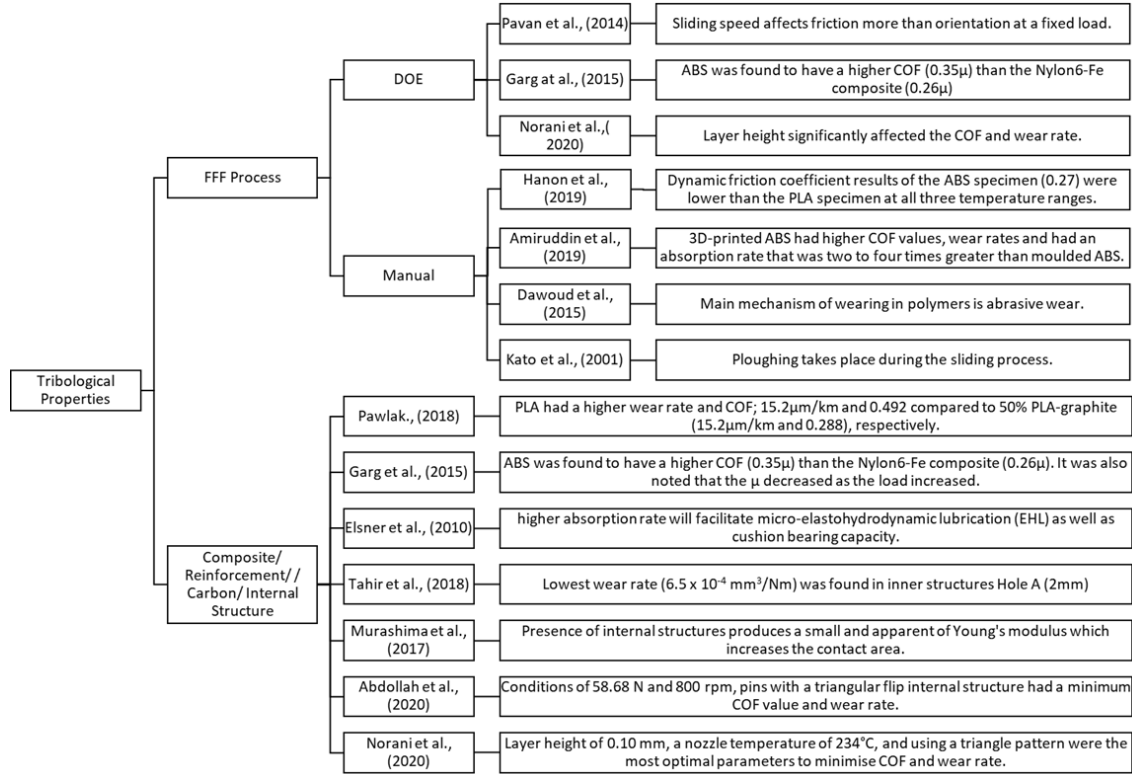 Tribological
Properties
FFF Process
DOE
Pavan et al., (2014)
Sliding speed affects friction more than orientation at a fixed load.
Garg at al., (2015)
ABS was found to have a higher COF (0.35µ) than the Nylon6-Fe
composite (0.26µ)
Norani et al.,(
2020)
Layer height significantly affected the COF and wear rate.
Manual
Hanon et al.,
(2019)
Dynamic friction coefficient results of the ABS specimen (0.27) were
lower than the PLA specimen at all three temperature ranges.
Amiruddin et al.,
(2019)
3D-printed ABS had higher COF values, wear rates and had an
absorption rate that was two to four times greater than moulded ABS.
Dawoud et al.,
(2015)
Main mechanism of wearing in polymers is abrasive wear.
Kato et al., (2001)
Ploughing takes place during the sliding process.
Composite/
Reinforcement/ /
Carbon/ Internal
Structure
Pawlak., (2018)
PLA had a higher wear rate and COF; 15.2µm/km and 0.492 compared to 50% PLA-graphite
(15.2µm/km and 0.288), respectively.
Garg et al., (2015)
ABS was found to have a higher COF (0.35µ) than the Nylon6-Fe composite (0.26µ). It was also
noted that the µ decreased as the load increased.
Elsner et al., (2010)
higher absorption rate will facilitate micro-elastohydrodynamic lubrication (EHL) as well as
cushion bearing capacity.
Tahir et al., (2018)
Lowest wear rate (6.5 x 10⁻⁴ mm³/Nm) was found in inner structures Hole A (2mm)
Murashima et al.,
(2017)
Presence of internal structures produces a small and apparent of Young's modulus which
increases the contact area.
Abdollah et al.,
(2020)
Conditions of 58.68 N and 800 rpm, pins with a triangular flip internal structure had a minimum
COF value and wear rate.
Norani et al.,
(2020)
Layer height of 0.10 mm, a nozzle temperature of 234°C, and using a triangle pattern were the
most optimal parameters to minimise COF and wear rate.